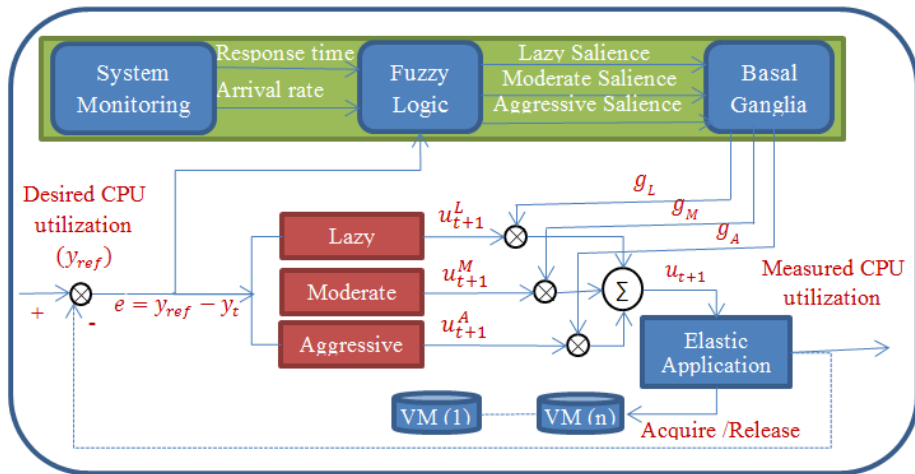 System Monitoring
Response time
Arrival rate
Fuzzy Logic
Lazy Salience
Moderate Salience
Aggressive Salience
Basal Ganglia
Desired CPU
utilization
(y_ref)
+
-
e = y_ref − y_t
Lazy
Moderate
Aggressive
u^L_{t+1}
u^M_{t+1}
u^A_{t+1}
g_L
g_M
g_A
Σ
u_{t+1}
Measured CPU
utilization
Elastic
Application
VM (1)
VM (n)
Acquire /Release